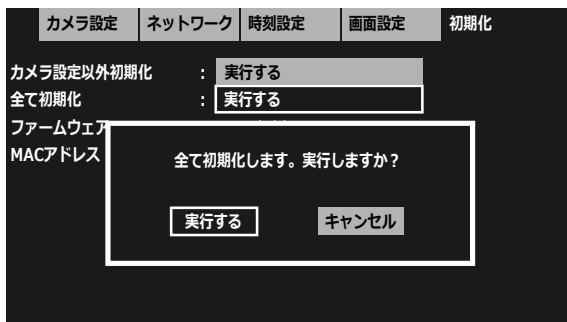 カメラ設定 ネットワーク 時刻設定 画面設定 初期化
カメラ設定以外初期化 : 実行する
全て初期化 : 実行する
ファームウェア
MACアドレス
全て初期化します。実行しますか？
実行する キャンセル